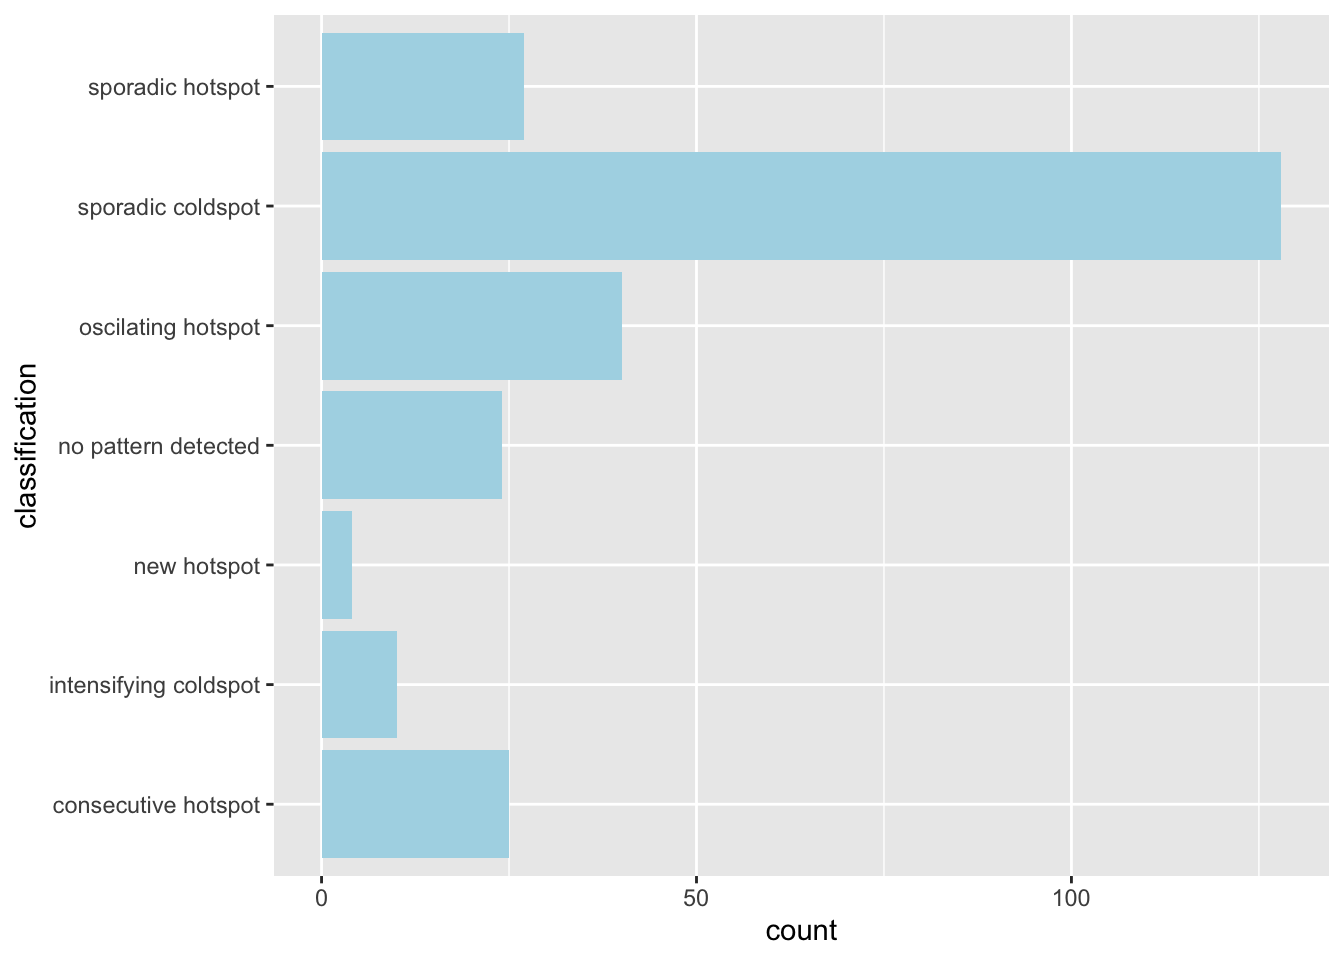 sporadic hotspot
sporadic coldspot
oscilating hotspot
no pattern detected
new hotspot
intensifying coldspot
consecutive hotspot
classification
0 50 100
count